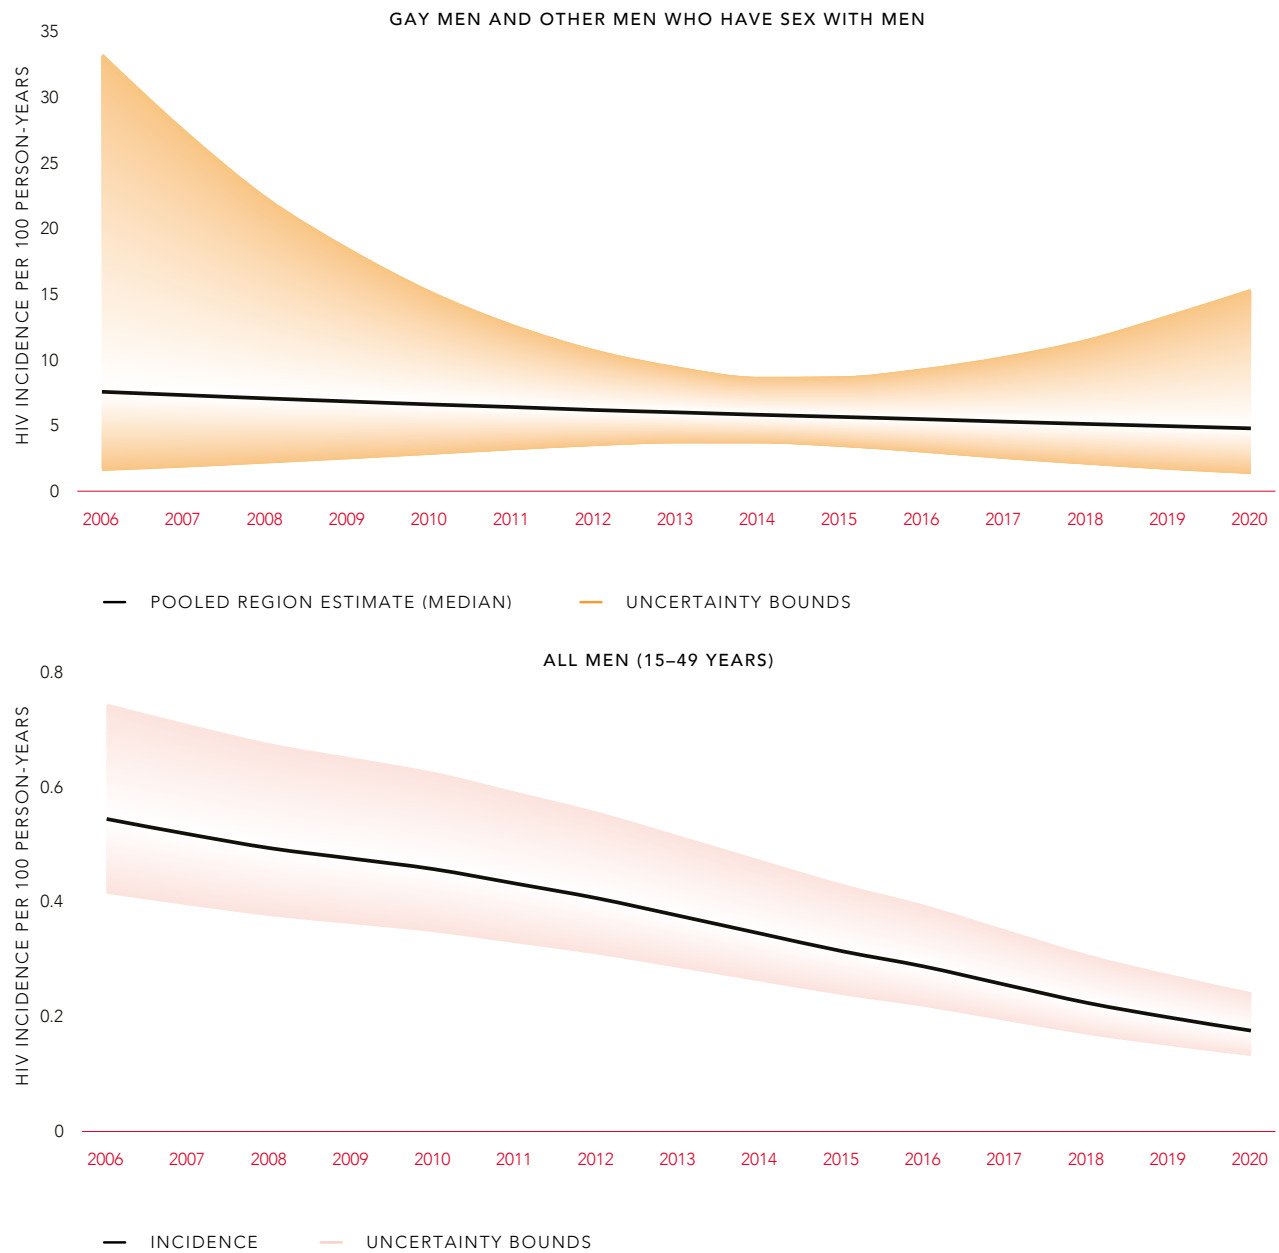 GAY MEN AND OTHER MEN WHO HAVE SEX WITH MEN
HIV INCIDENCE PER 100 PERSON-YEARS
35
30
25
20
15
10
5
0
2006 2007 2008 2009 2010 2011 2012 2013 2014 2015 2016 2017 2018 2019 2020
POOLED REGION ESTIMATE (MEDIAN) UNCERTAINTY BOUNDS
ALL MEN (15–49 YEARS)
HIV INCIDENCE PER 100 PERSON-YEARS
0.8
0.6
0.4
0.2
0
2006 2007 2008 2009 2010 2011 2012 2013 2014 2015 2016 2017 2018 2019 2020
INCIDENCE UNCERTAINTY BOUNDS